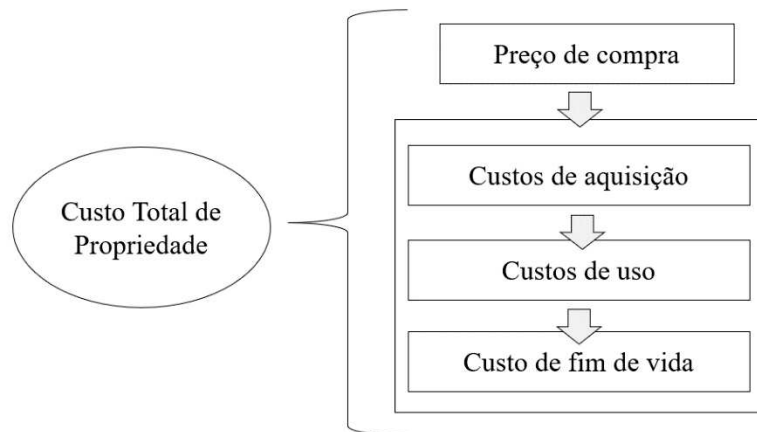 Preço de compra
Custos de aquisição
Custo Total de
Propriedade
Custos de uso
Custo de fim de vida